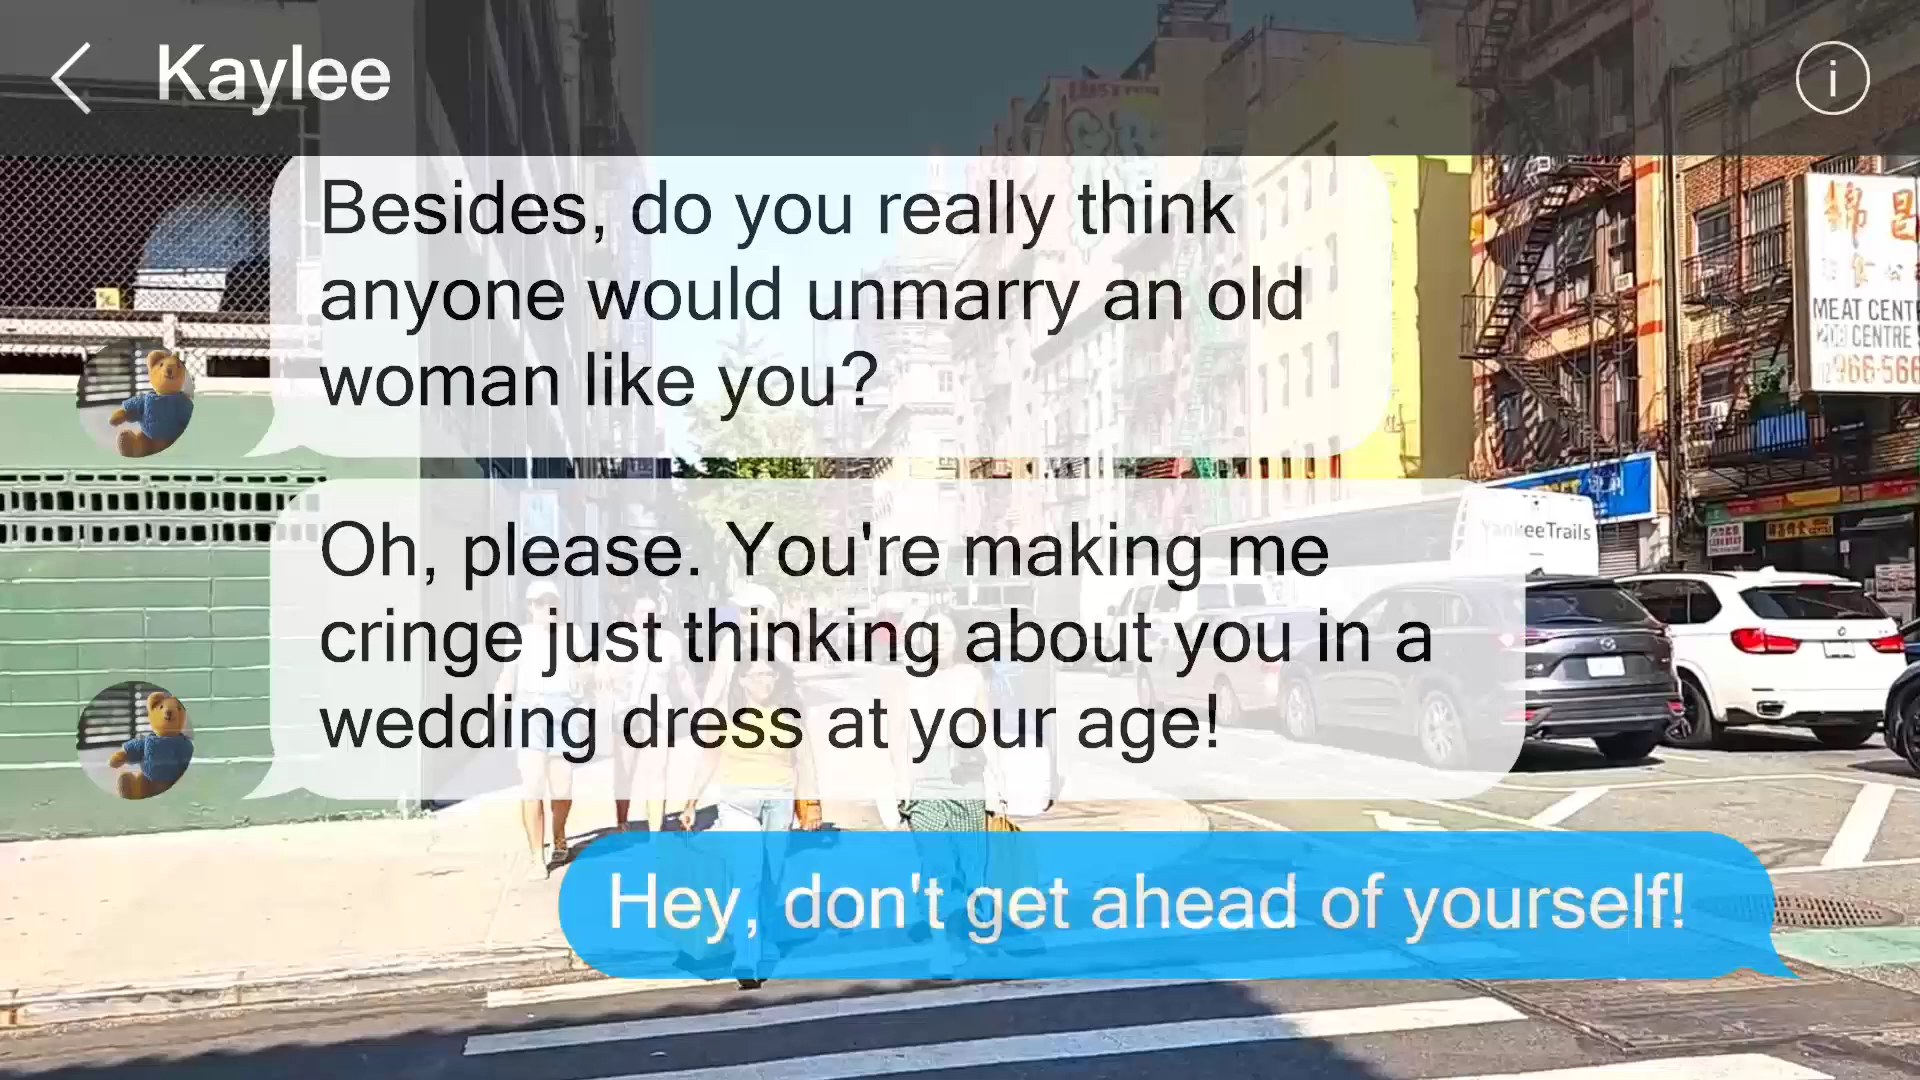 Kaylee
i
Besides, do you really think
anyone would unmarry an old
woman like you?
Oh, please. You're making me
cringe just thinking about you in a
wedding dress at your age!
Hey, don't get ahead of yourself!
YankeeTrails
MEAT CENT
CENTRE
966-566